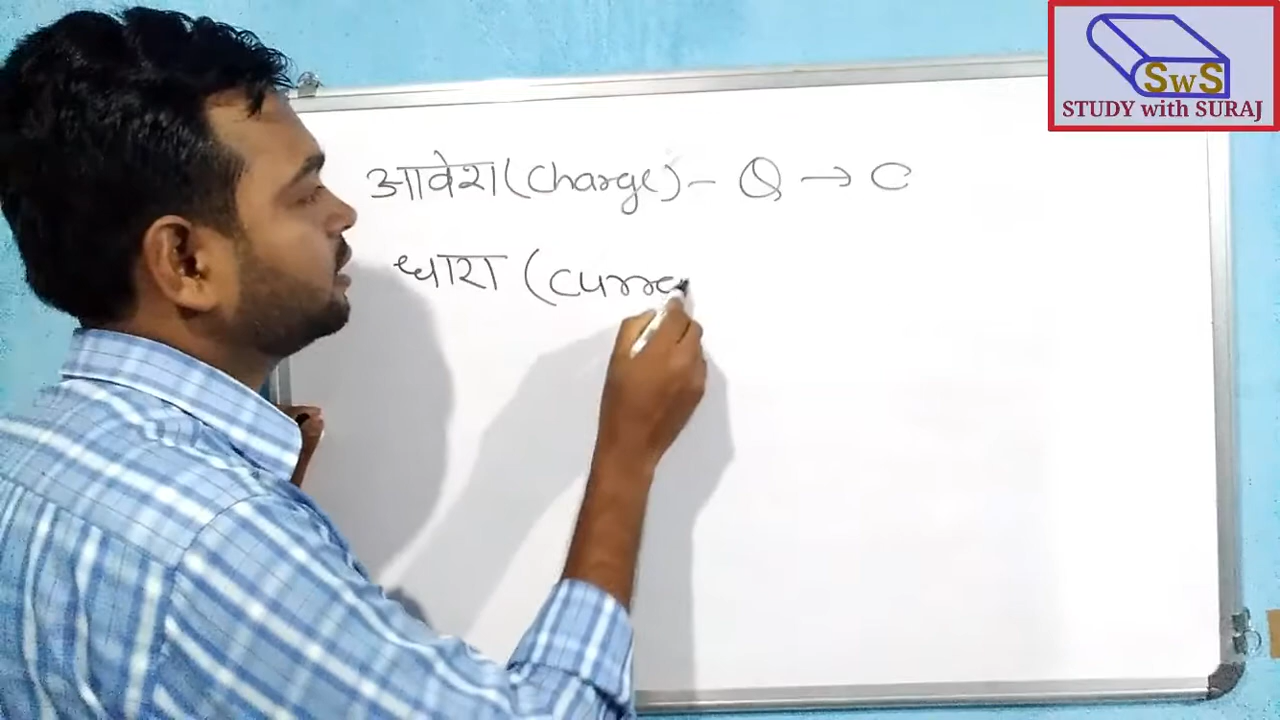 SwS
STUDY with SURAJ
आवेश (Charge) - Q → C
धारा (curre